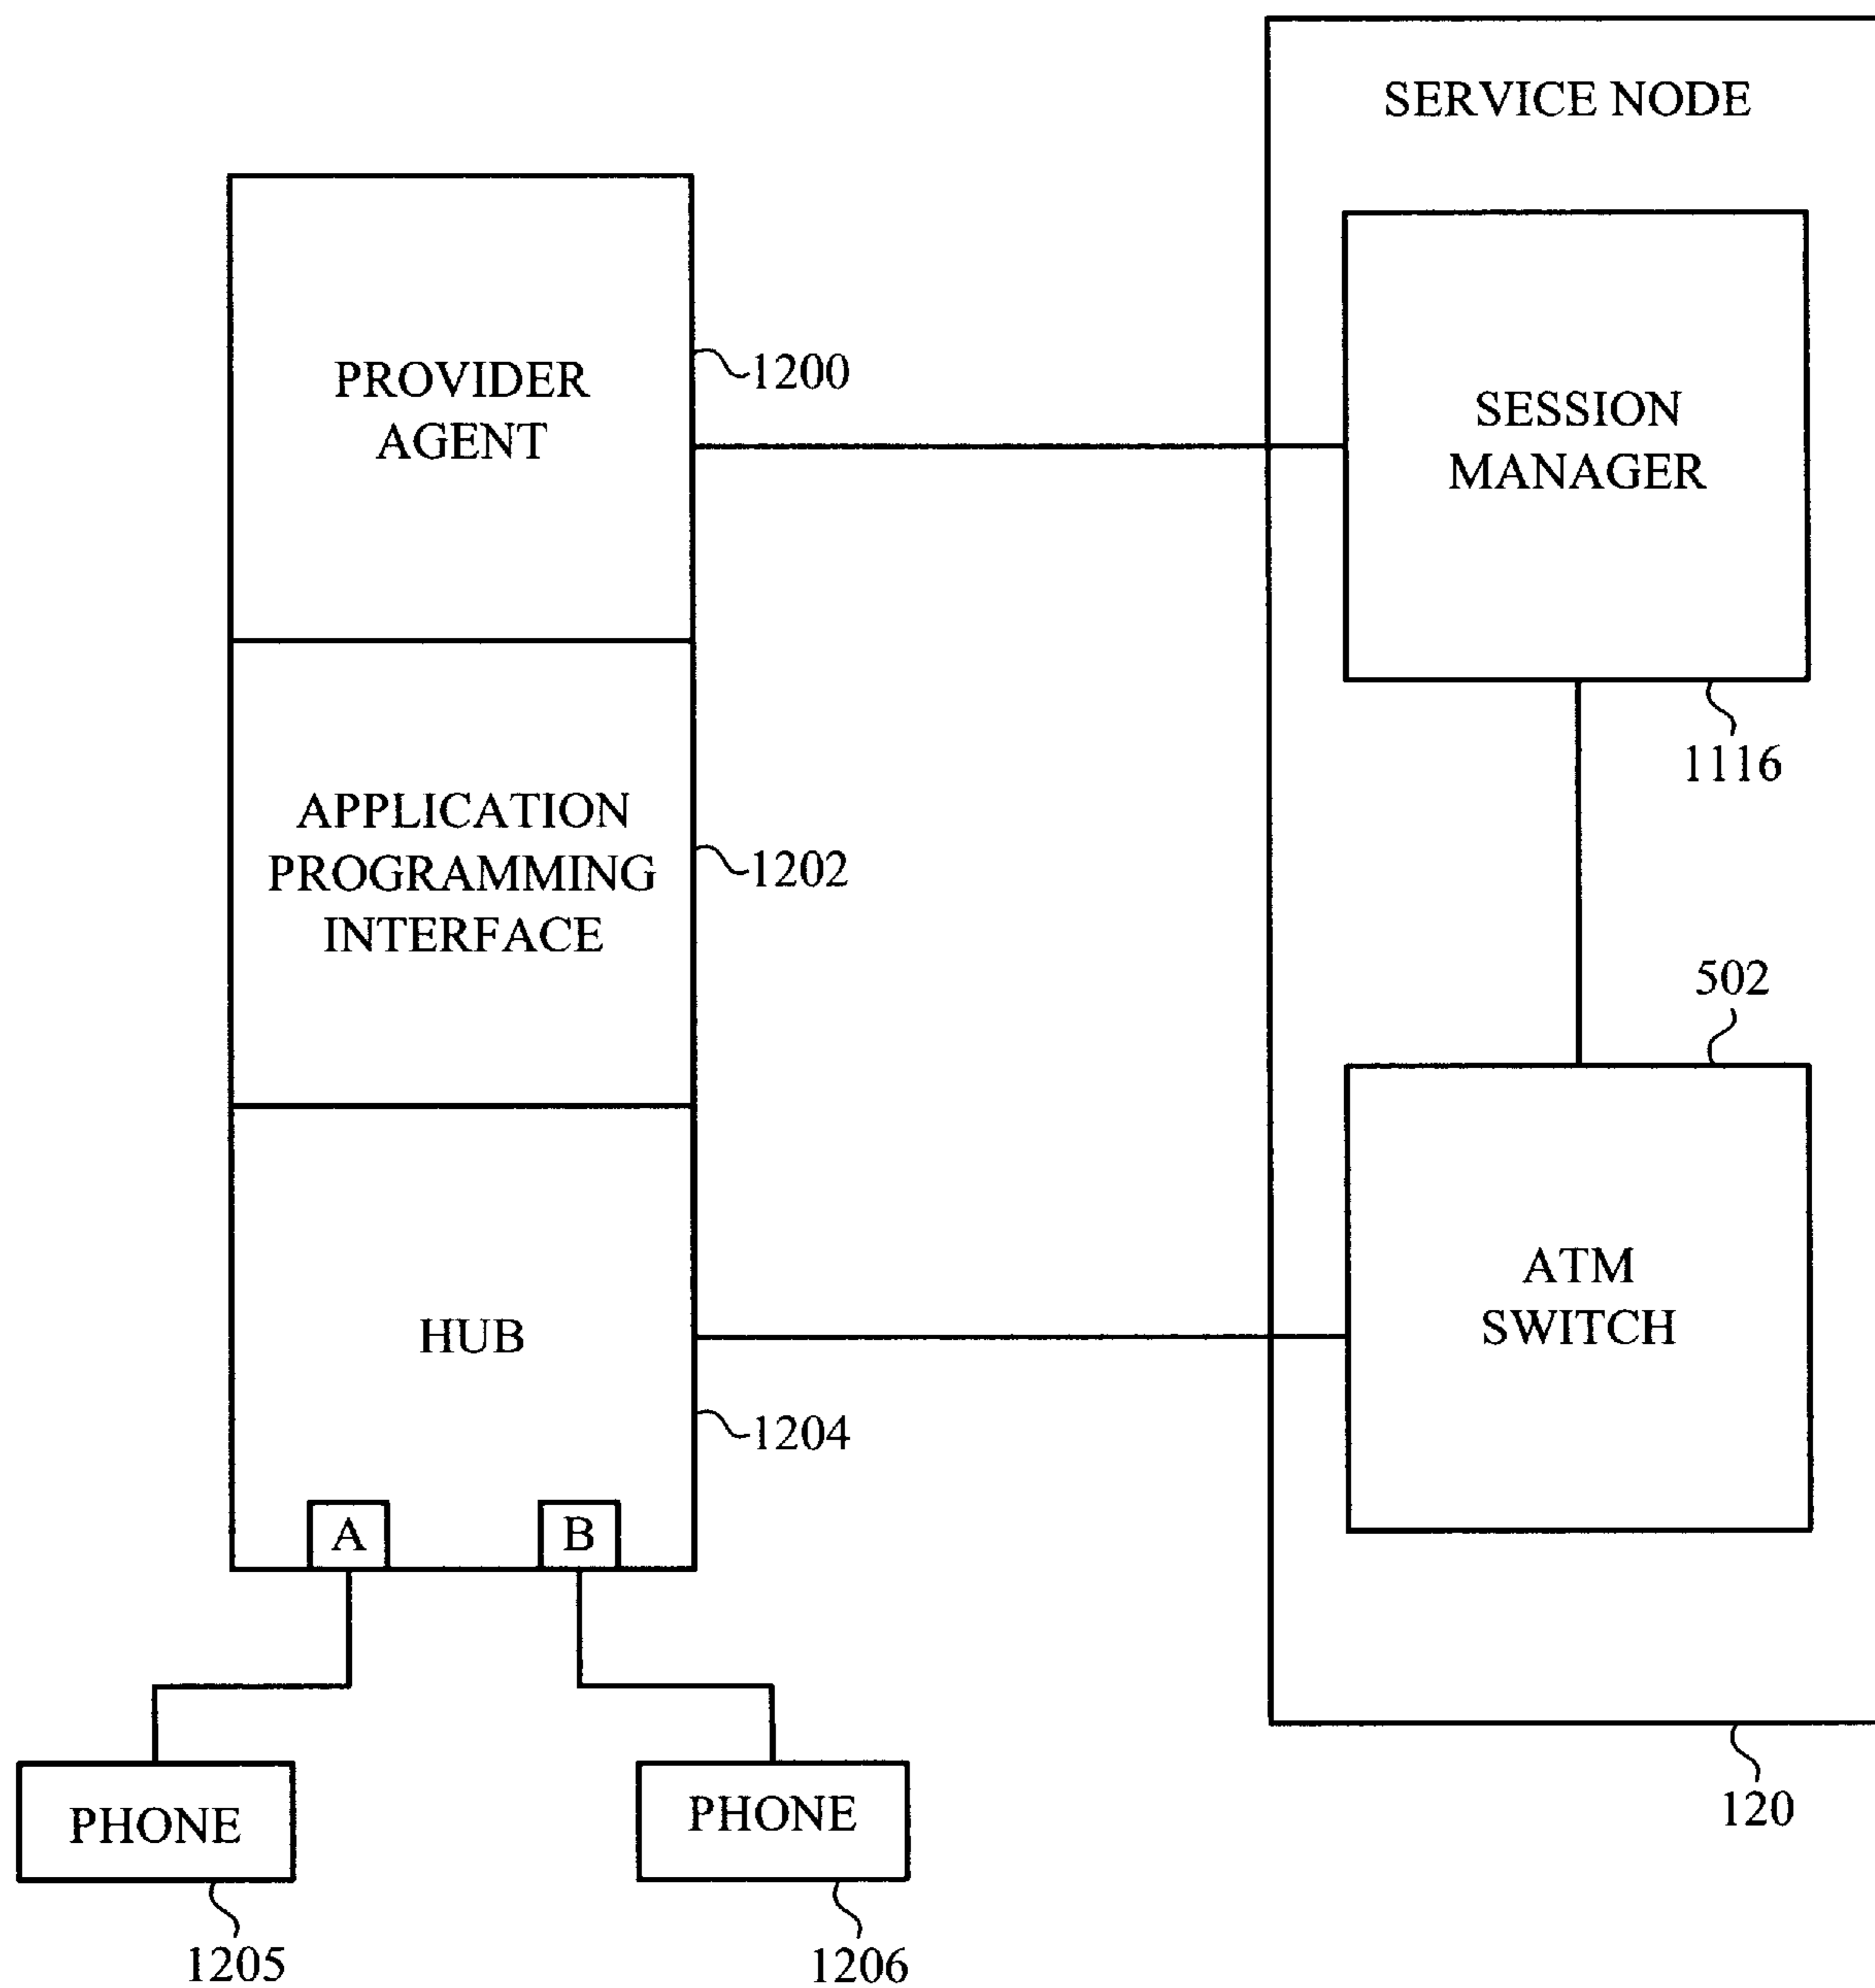 SERVICE NODE
PROVIDER
AGENT
1200
SESSION
MANAGER
1116
APPLICATION
PROGRAMMING
INTERFACE
1202
502
HUB
1204
ATM
SWITCH
A
B
120
PHONE
1205
PHONE
1206